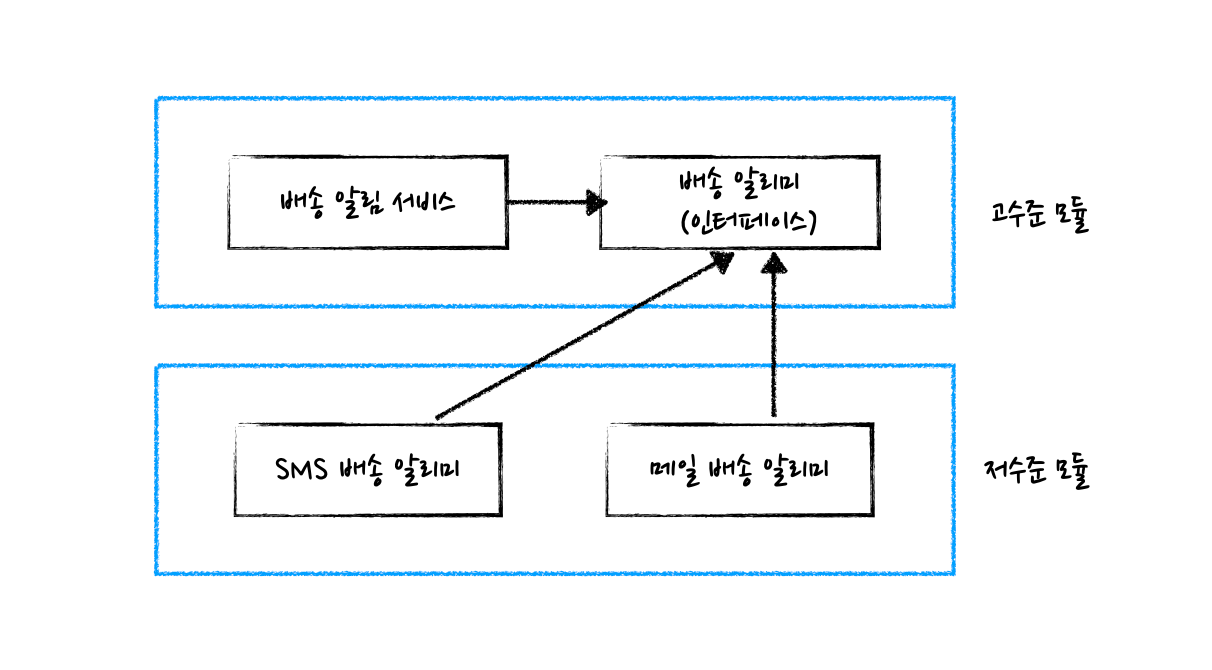 배송 알림 서비스
배송 알리미
(인터페이스)
고수준 모듈
SMS 배송 알리미
메일 배송 알리미
저수준 모듈